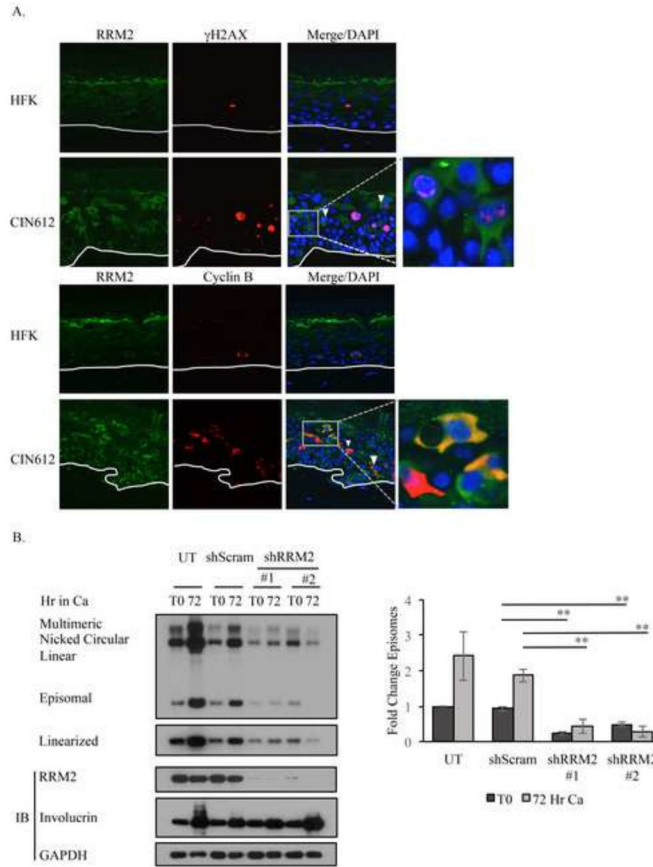 A.
RRM2 γH2AX Merge/DAPI
HFK
CIN612
RRM2 Cyclin B Merge/DAPI
HFK
CIN612
B.
UT shScram shRRM2
#1 #2
Hr in Ca T0 72 T0 72 T0 72 T0 72
Multimeric
Nicked Circular
Linear
Episomal
Linearized
RRM2
IB Involucrin
GAPDH
Fold Change Episomes
4
3
2
1
0
** ** ** **
UT shScram shRRM2 shRRM2
#1 #2
T0 72 Hr Ca